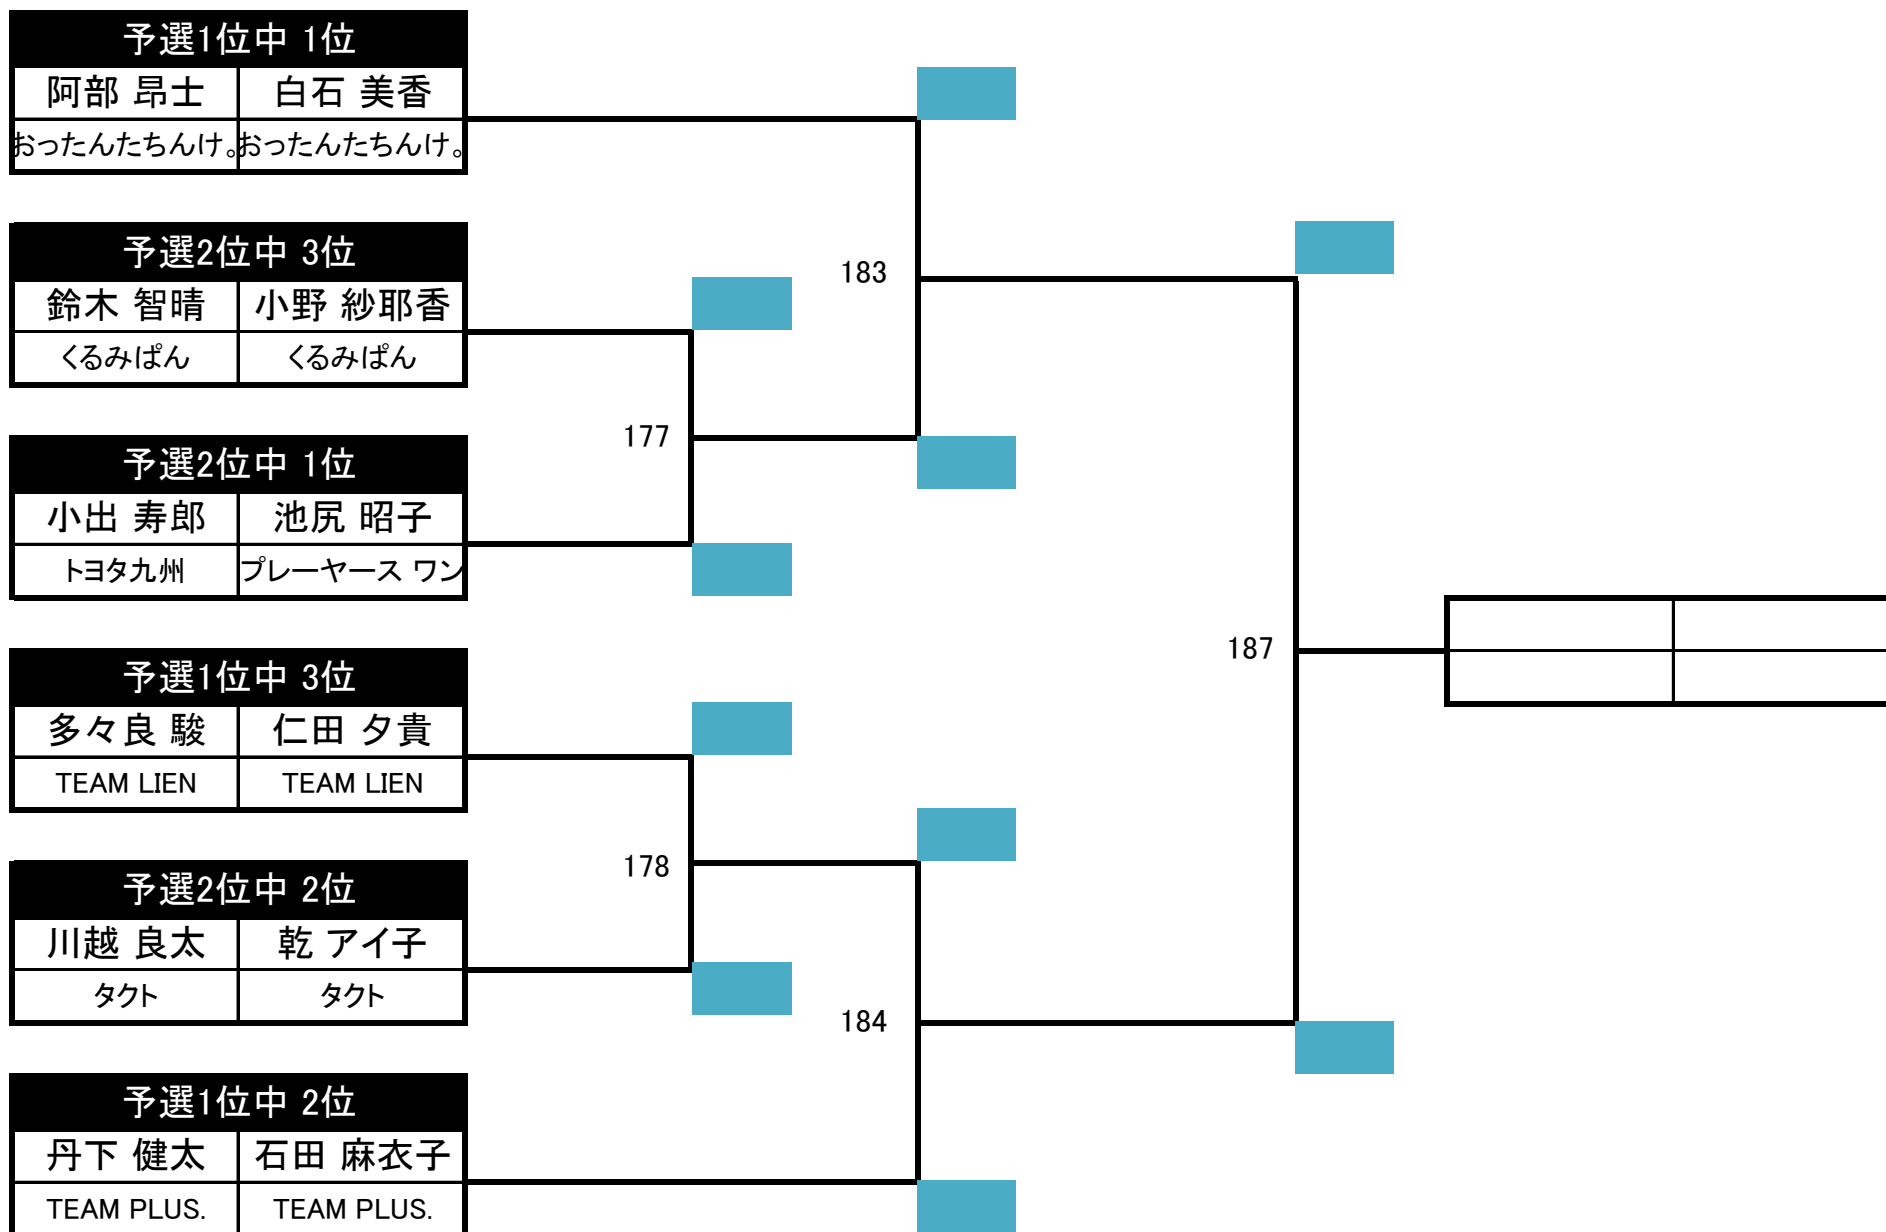 予選1位中 1位
阿部 昂士 白石 美香
おったんたちんけ。 おったんたちんけ。
予選2位中 3位
183
鈴木 智晴 小野 紗耶香
くるみぱん くるみぱん
177
予選2位中 1位
小出 寿郎 池尻 昭子
トヨタ九州 プレーヤース ワン
187
予選1位中 3位
多々良 駿 仁田 夕貴
TEAM LIEN TEAM LIEN
178
予選2位中 2位
川越 良太 乾 アイ子
タクト タクト
184
予選1位中 2位
丹下 健太 石田 麻衣子
TEAM PLUS. TEAM PLUS.